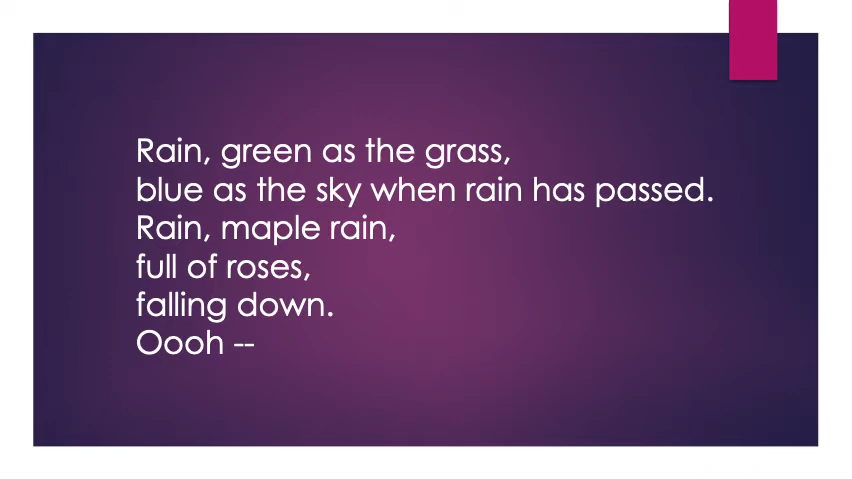 Rain, green as the grass,
blue as the sky when rain has passed.
Rain, maple rain,
full of roses,
falling down.
Oooh --